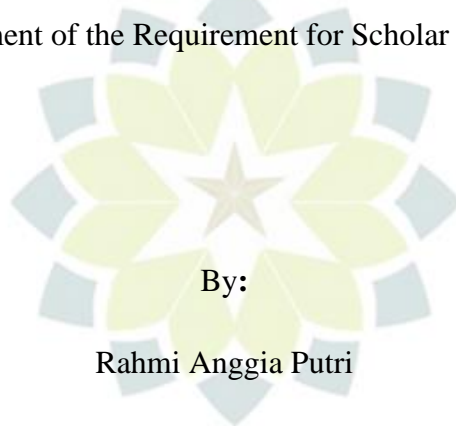 ment of the Requirement for Scholar
By:
Rahmi Anggia Putri